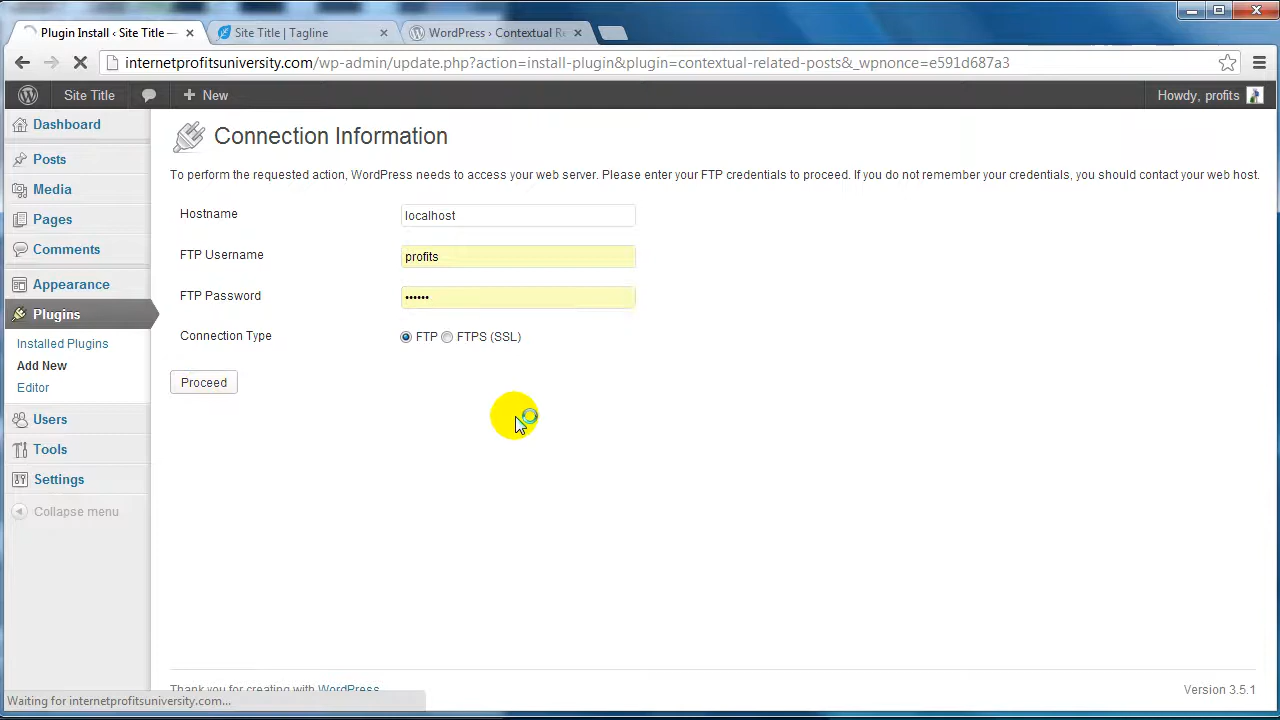 Plugin Install ‹ Site Title —
Site Title | Tagline
WordPress › Contextual Re
internetprofitsuniversity.com/wp-admin/update.php?action=install-plugin&plugin=contextual-related-posts&_wpnonce=e591d687a3
Site Title
New
Howdy, profits
Dashboard
Posts
Media
Pages
Comments
Appearance
Plugins
Installed Plugins
Add New
Editor
Users
Tools
Settings
Collapse menu
Connection Information
To perform the requested action, WordPress needs to access your web server. Please enter your FTP credentials to proceed. If you do not remember your credentials, you should contact your web host.
Hostname
localhost
FTP Username
profits
FTP Password
••••••
Connection Type
FTP FTPS (SSL)
Proceed
Thank you for creating with WordPress.
Version 3.5.1
Waiting for internetprofitsuniversity.com...